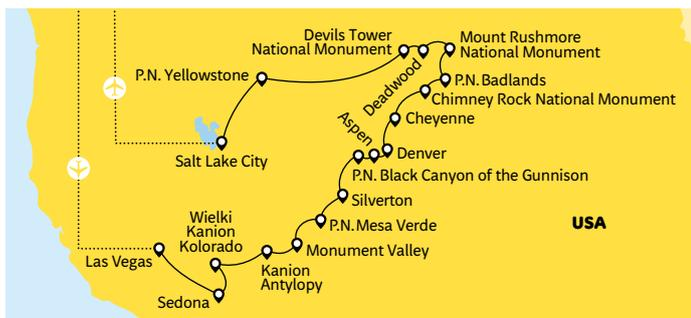 Devils Tower
National Monument
Mount Rushmore
National Monument
P.N. Yellowstone
Deadwood
P.N. Badlands
Chimney Rock National Monument
Cheyenne
Aspen
Denver
Salt Lake City
P.N. Black Canyon of the Gunnison
Silverton
USA
P.N. Mesa Verde
Wielki
Kanion
Kolorado
Monument Valley
Las Vegas
Kanion
Antylopy
Sedona